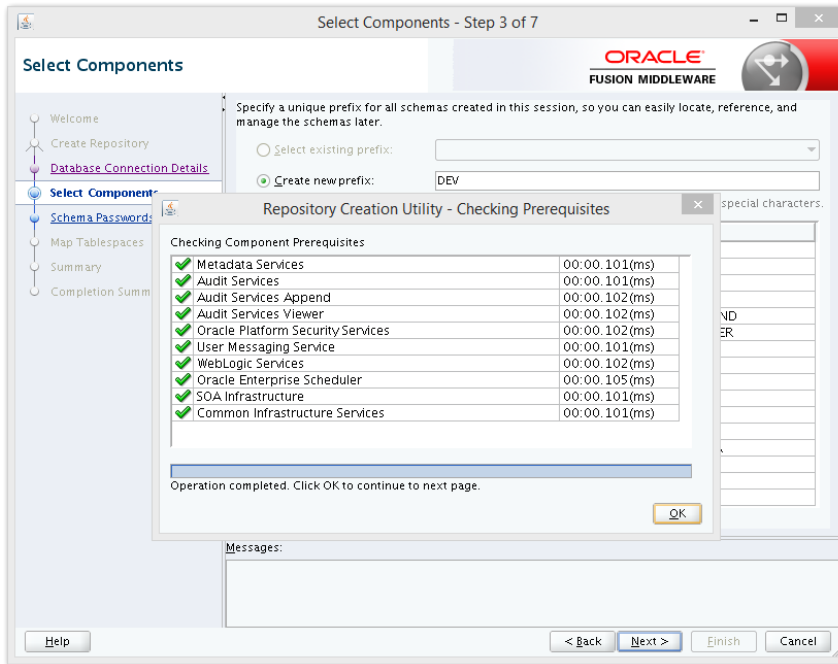 Select Components - Step 3 of 7
Select Components
ORACLE
FUSION MIDDLEWARE
Welcome
Create Repository
Database Connection Details
Select Components
Schema Passwords
Map Tablespaces
Summary
Completion Summ
Specify a unique prefix for all schemas created in this session, so you can easily locate, reference, and
manage the schemas later.
Select existing prefix:
Create new prefix: DEV
special characters.
ND
ER
Repository Creation Utility - Checking Prerequisites
Checking Component Prerequisites
Metadata Services 00:00.101(ms)
Audit Services 00:00.101(ms)
Audit Services Append 00:00.102(ms)
Audit Services Viewer 00:00.102(ms)
Oracle Platform Security Services 00:00.102(ms)
User Messaging Service 00:00.101(ms)
WebLogic Services 00:00.102(ms)
Oracle Enterprise Scheduler 00:00.105(ms)
SOA Infrastructure 00:00.101(ms)
Common Infrastructure Services 00:00.101(ms)
Operation completed. Click OK to continue to next page.
OK
Messages:
Help
< Back
Next >
Finish
Cancel